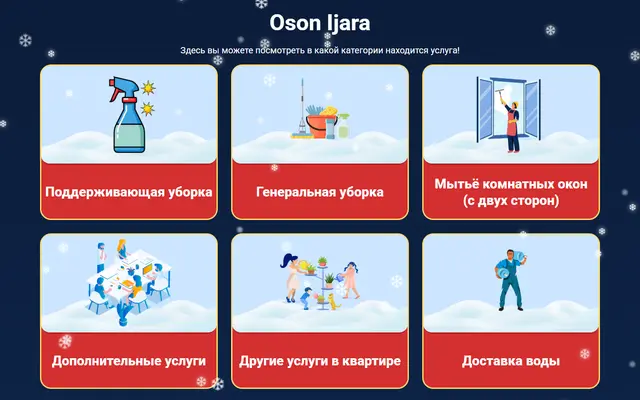 Oson Ijara
Здесь вы можете посмотреть в какой категории находится услуга!
Поддерживающая уборка
Генеральная уборка
Мытьё комнатных окон
(с двух сторон)
Дополнительные услуги
Другие услуги в квартире
Доставка воды